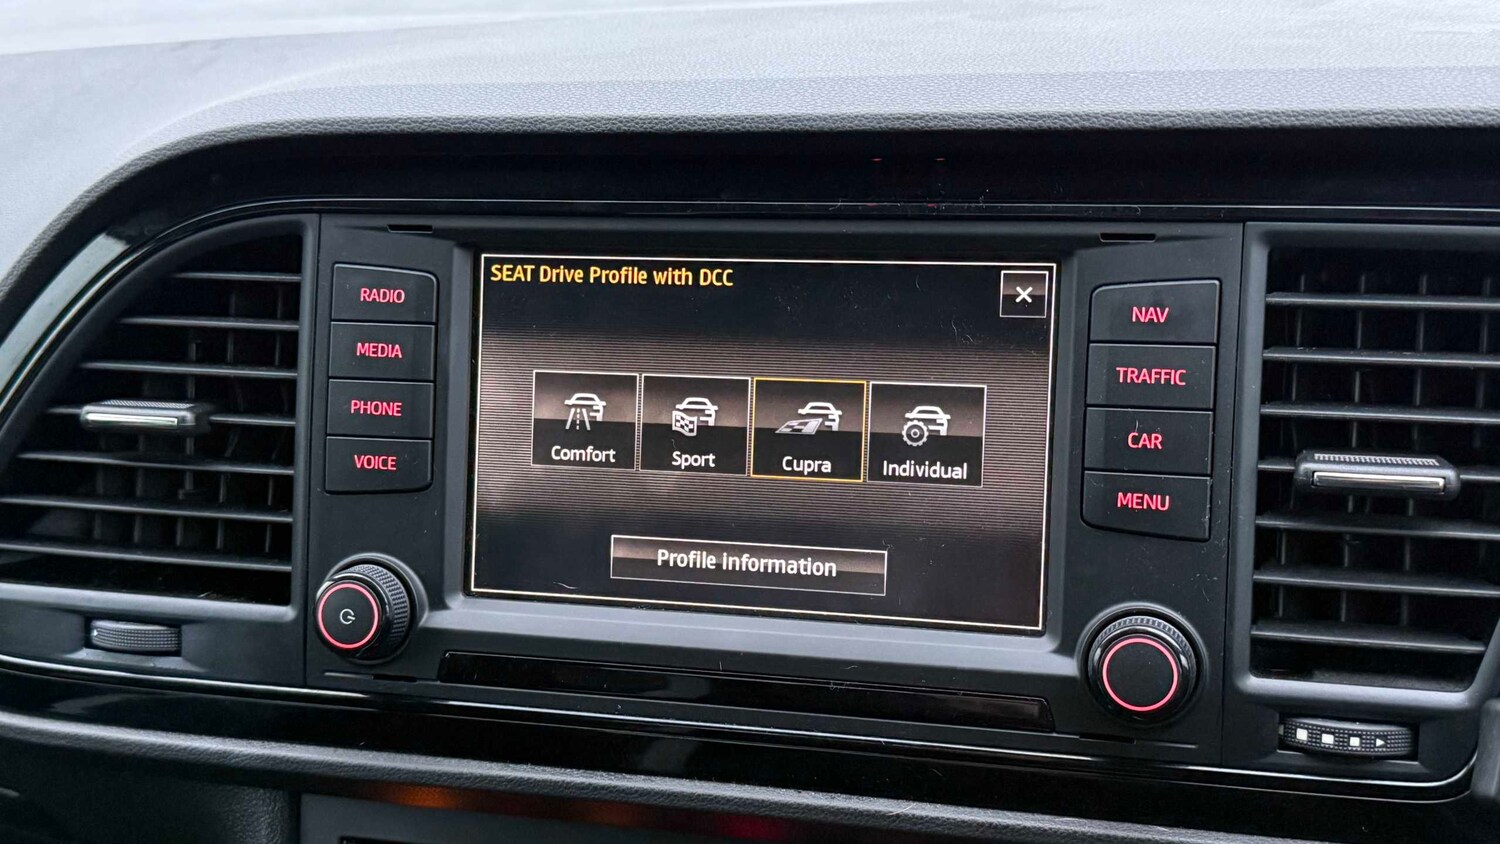 SEAT Drive Profile with DCC
RADIO
MEDIA
PHONE
VOICE
Comfort
Sport
Cupra
Individual
Profile information
NAV
TRAFFIC
CAR
MENU